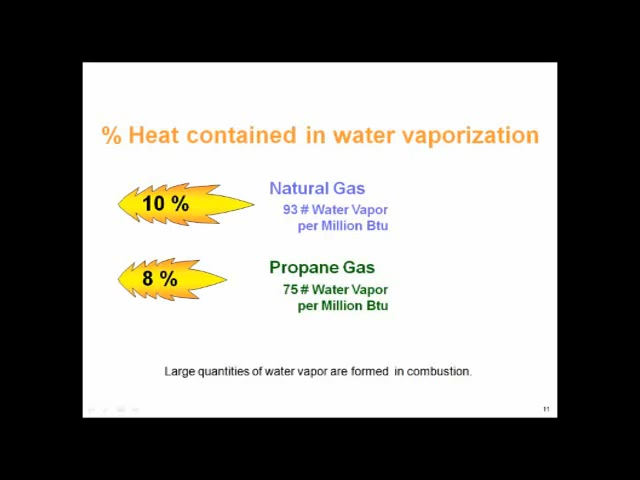 % Heat contained in water vaporization
10 %
Natural Gas
93 # Water Vapor
per Million Btu
8 %
Propane Gas
75 # Water Vapor
per Million Btu
Large quantities of water vapor are formed in combustion.
11